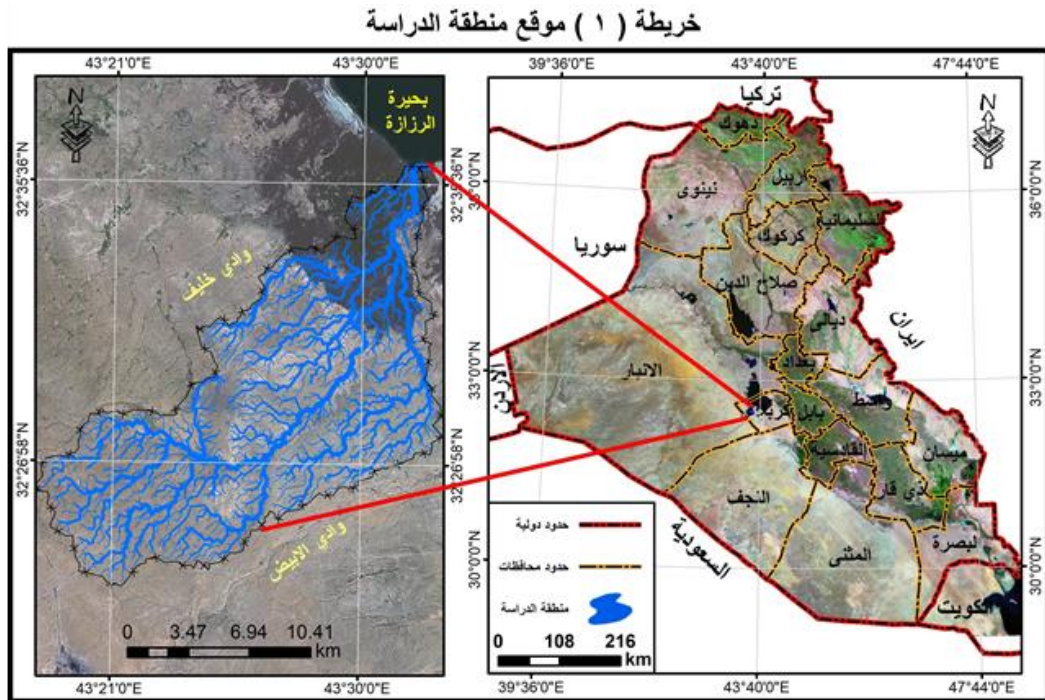 خريطة ( ١ ) موقع منطقة الدراسة
43°21'0"E
43°30'0"E
N
بحيرة
الرزازة
32°35'36"N
32°35'36"N
وادي خليف
32°26'58"N
32°26'58"N
وادي الابيض
0 3.47 6.94 10.41
km
43°21'0"E
43°30'0"E
39°36'0"E
43°40'0"E
47°44'0"E
N
تركيا
دهوك
اربيل
نينوى
السليمانية
كركوك
سوريا
صلاح الدين
ديالى
ايران
بغداد
الانبار
الاردن
واسط
كربلاء
بابل
القادسية
ميسان
ذي قار
النجف
السعودية
المثنى
البصرة
الكويت
36°0'0"N
36°0'0"N
33°0'0"N
33°0'0"N
30°0'0"N
30°0'0"N
حدود دولية
حدود محافظات
منطقة الدراسة
0 108 216
km
39°36'0"E
43°40'0"E
47°44'0"E